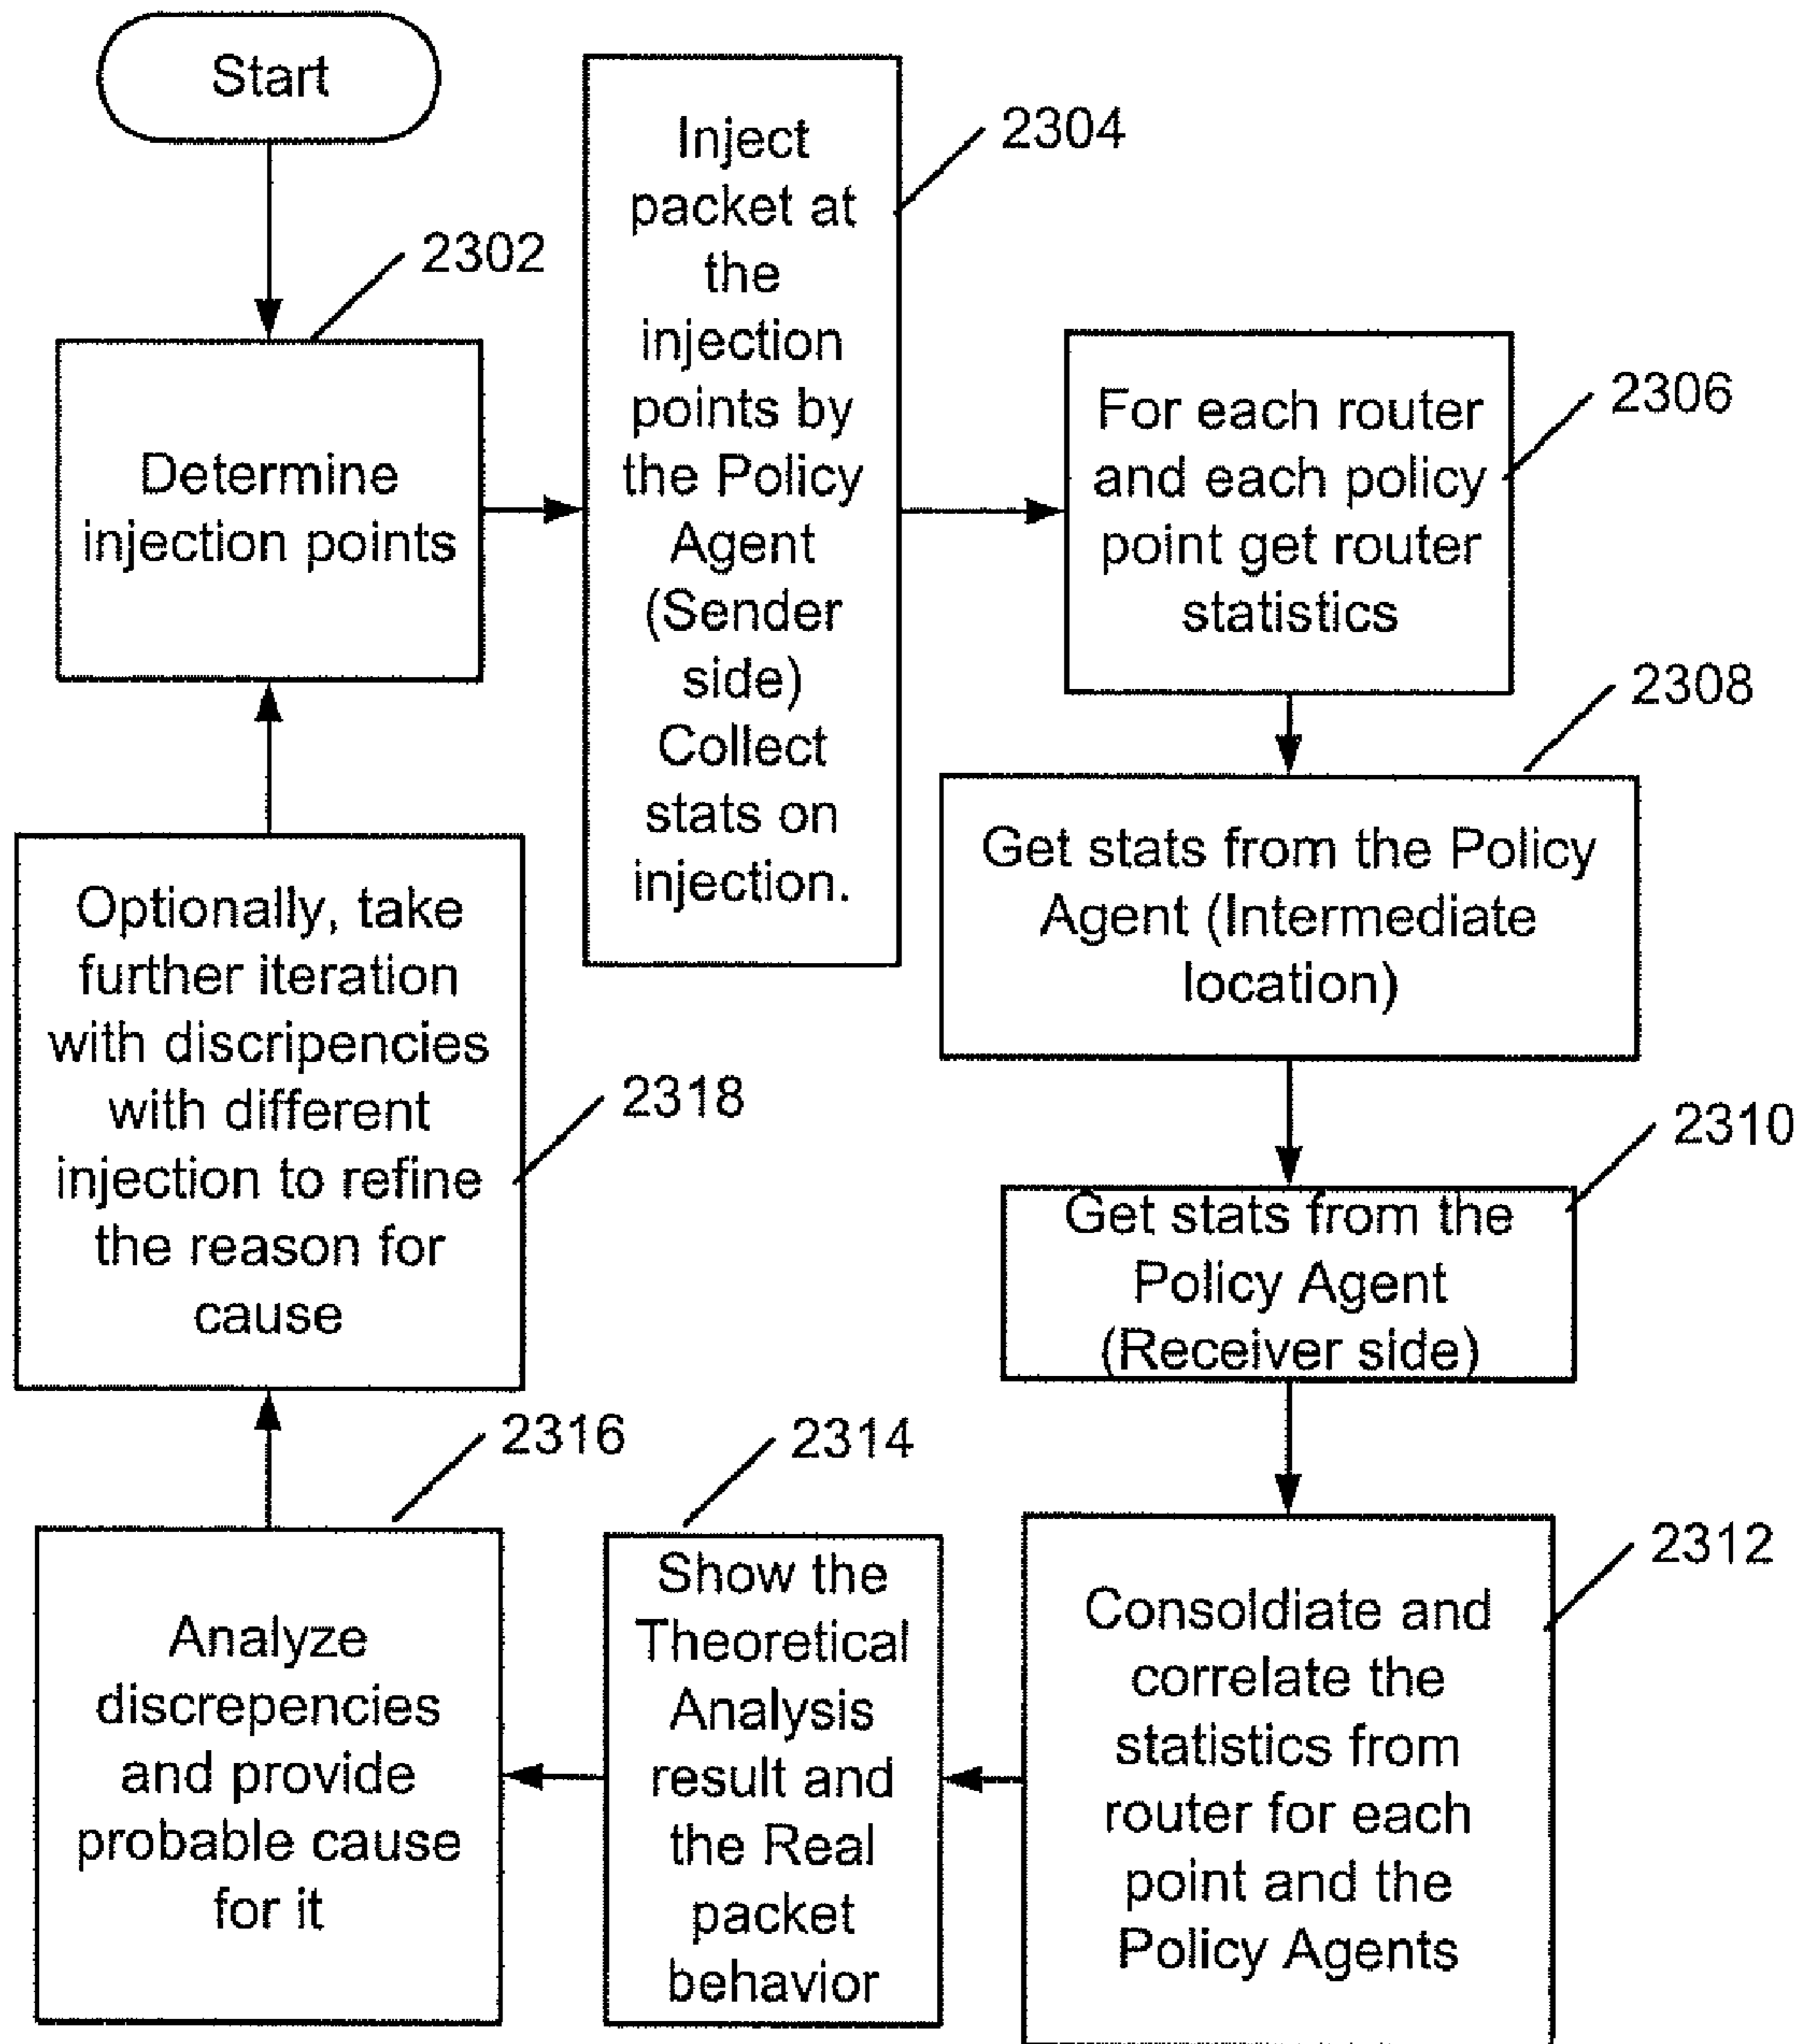 Start
2302
Determine
injection points
2304
Inject
packet at
the
injection
points by
the Policy
Agent
(Sender
side)
Collect
stats on
injection.
2306
For each router
and each policy
point get router
statistics
2308
Get stats from the Policy
Agent (Intermediate
location)
2310
Get stats from the
Policy Agent
(Receiver side)
2312
Consoldiate and
correlate the
statistics from
router for each
point and the
Policy Agents
2314
Show the
Theoretical
Analysis
result and
the Real
packet
behavior
2316
Analyze
discrepencies
and provide
probable cause
for it
2318
Optionally, take
further iteration
with discripencies
with different
injection to refine
the reason for
cause